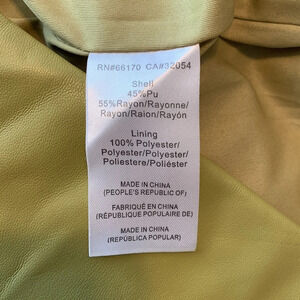 RN#66170 CA#32054
Shell
45%Pu
55%Rayon/Rayonne/
Rayon/Raion/Rayón
Lining
100% Polyester/
Polyester/Polyester/
Poliestere/Poliéster
MADE IN CHINA
(PEOPLE'S REPUBLIC OF)
FABRIQUÉ EN CHINA
(RÉPUBLIQUE POPULAIRE DE)
MADE IN CHINA
(REPÚBLICA POPULAR)